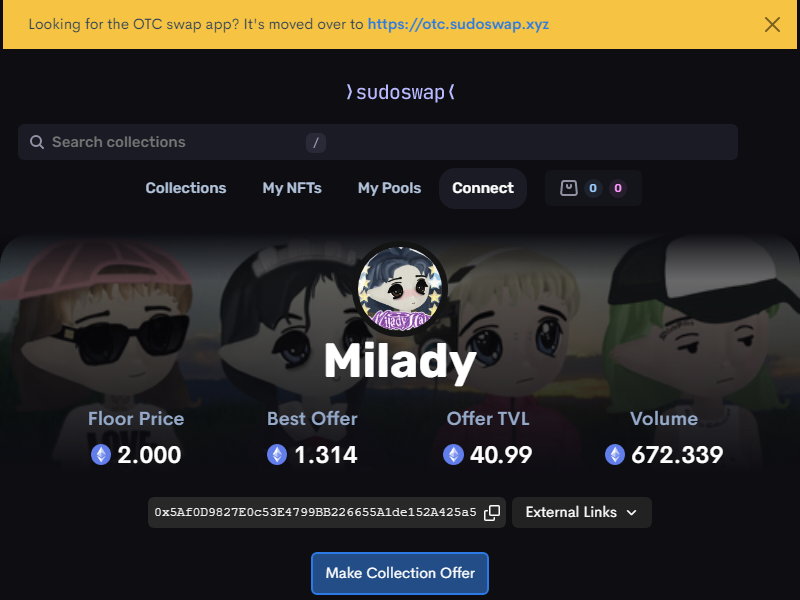 Looking for the OTC swap app? It's moved over to https://otc.sudoswap.xyz
sudoswap
Search collections /
Collections My NFTs My Pools Connect 0 0
Milady
Floor Price Best Offer Offer TVL Volume
2.000 1.314 40.99 672.339
0x5Af0D9827E0c53E4799BB226655A1de152A425a5 External Links
Make Collection Offer